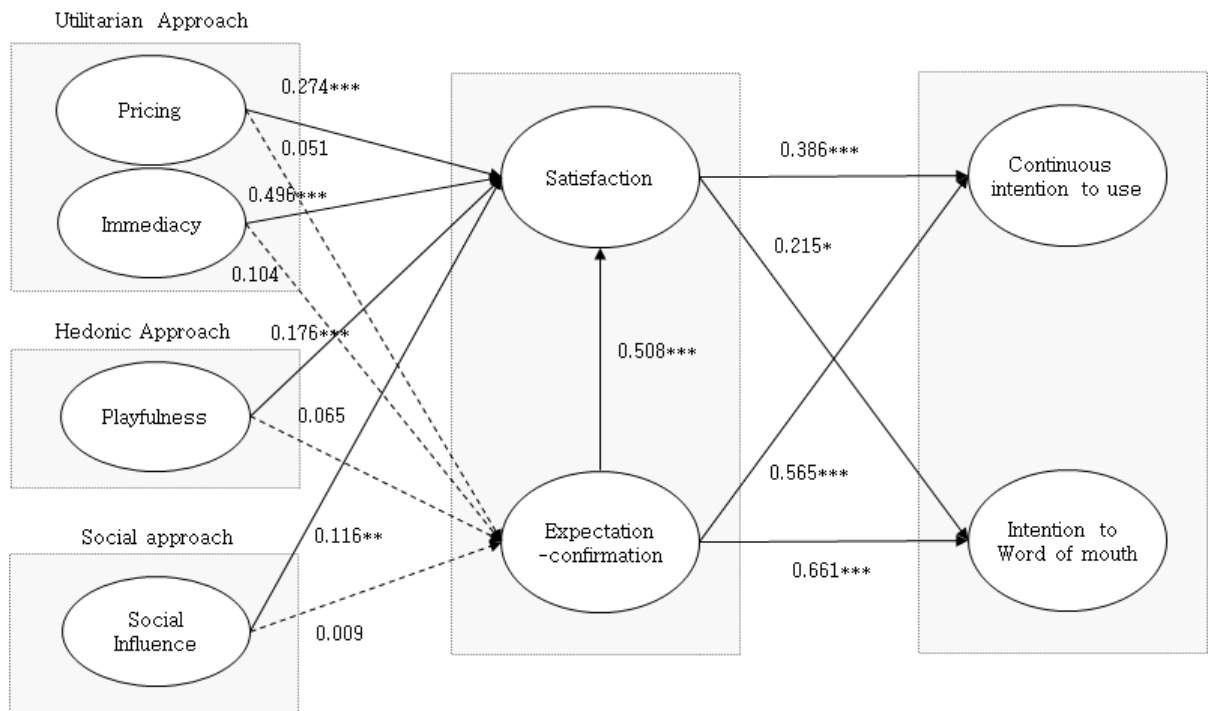 Utilitarian Approach
Pricing
Immediacy
0.274***
0.051
0.496***
0.104
Hedonic Approach
Playfulness
0.176***
0.065
Social approach
Social
Influence
0.116**
0.009
Satisfaction
0.508***
Expectation
-confirmation
0.386***
0.215*
0.565***
0.661***
Continuous
intention to use
Intention to
Word of mouth